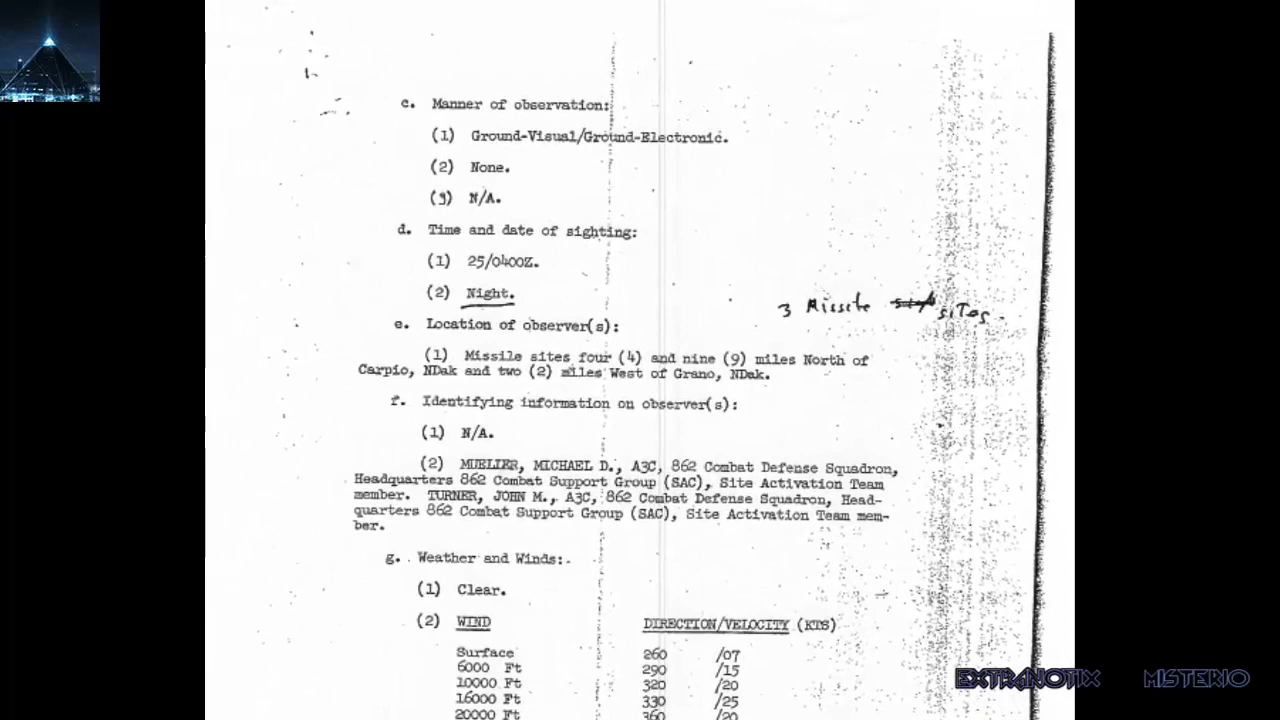 c. Manner of observation:
(1) Ground-Visual/Ground-Electronic.
(2) None.
(3) N/A.
d. Time and date of sighting:
(1) 25/0400Z.
(2) Night.
3 Missile sites.
e. Location of observer(s):
(1) Missile sites four (4) and nine (9) miles North of
Carpio, NDak and two (2) miles West of Grano, NDak.
f. Identifying information on observer(s):
(1) N/A.
(2) MUELLER, MICHAEL D., A3C, 862 Combat Defense Squadron,
Headquarters 862 Combat Support Group (SAC), Site Activation Team
member. TURNER, JOHN M., A3C, 862 Combat Defense Squadron, Head-
quarters 862 Combat Support Group (SAC), Site Activation Team mem-
ber.
g. Weather and Winds:
(1) Clear.
(2) WIND DIRECTION/VELOCITY (KTS)
Surface 260 /07
6000 Ft 290 /15
10000 Ft 320 /20
16000 Ft 330 /25
20000 Ft 360 /20
EXTRANOTIX MISTERIO